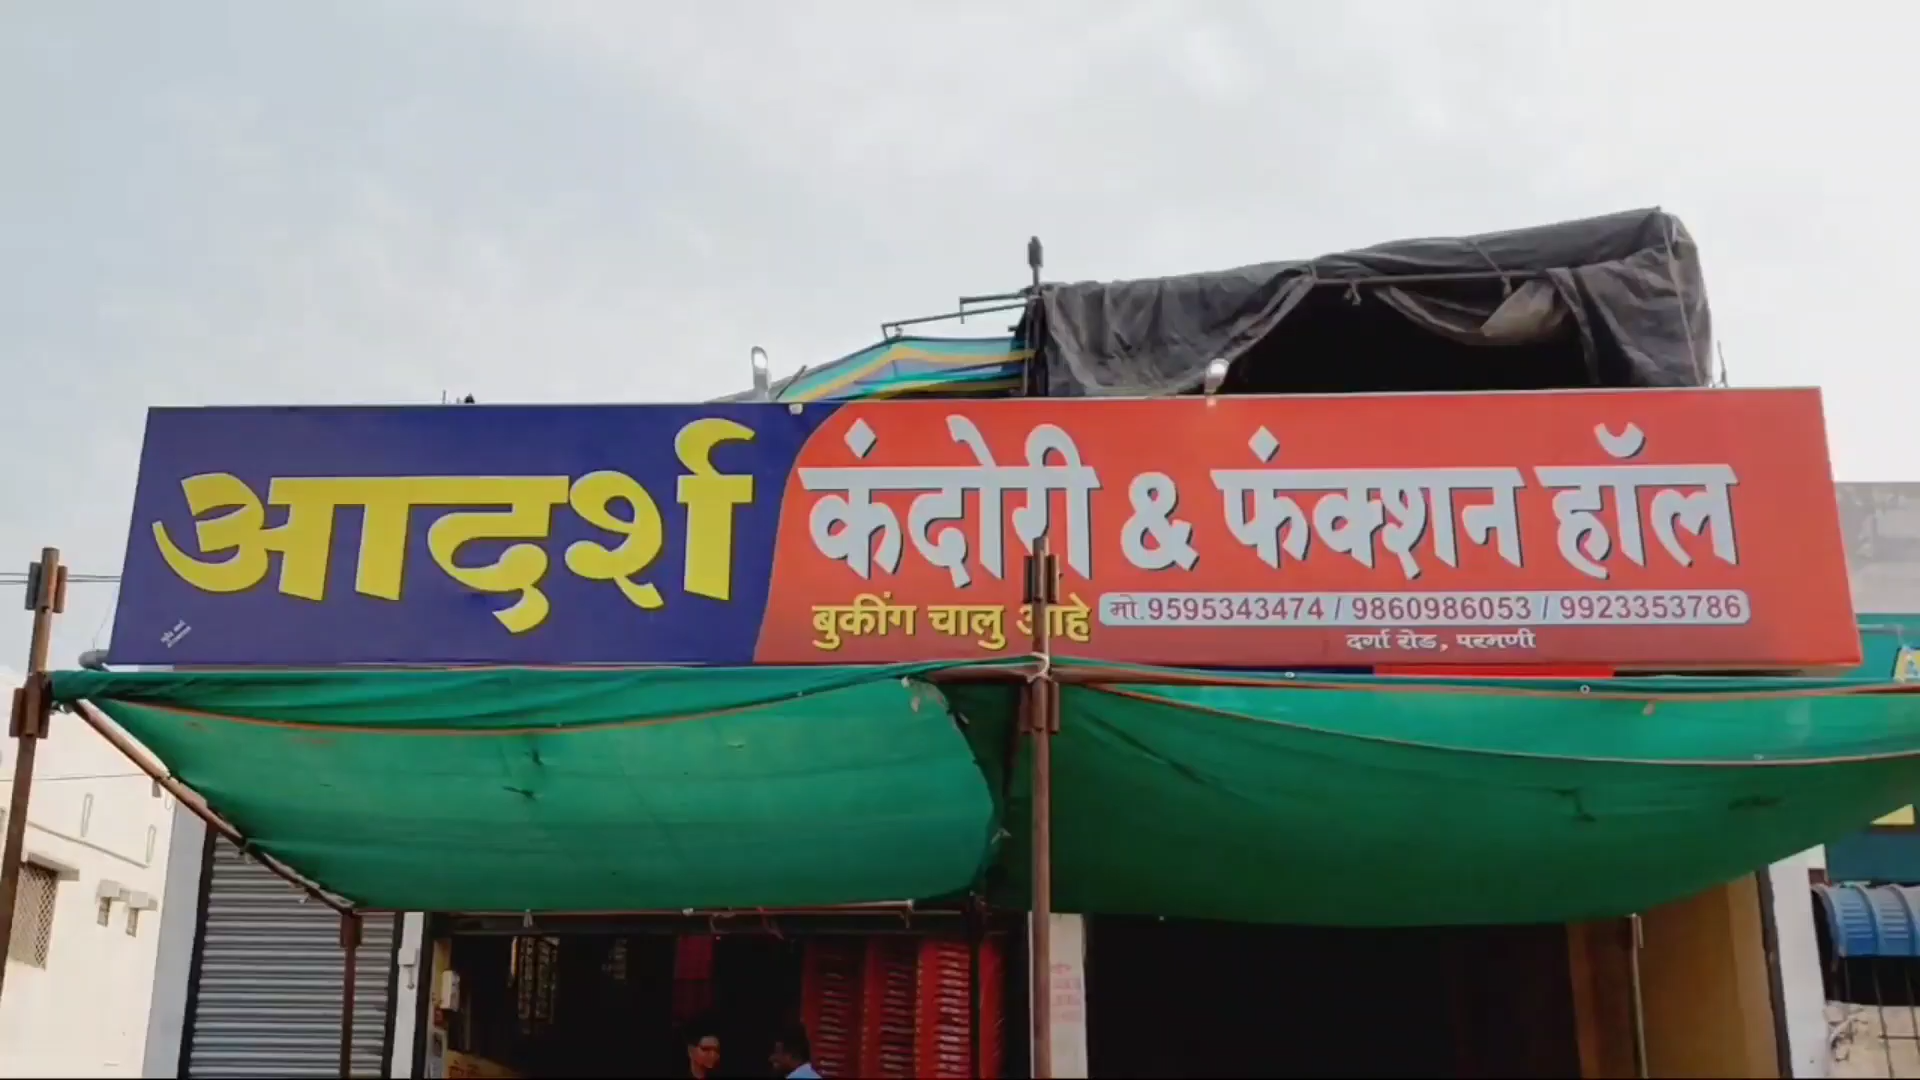 आदर्श कंदोरी & फंक्शन हॉल
बुकींग चालु आहे मो.9595343474 / 9860986053 / 9923353786
दर्गा रोड, परभणी